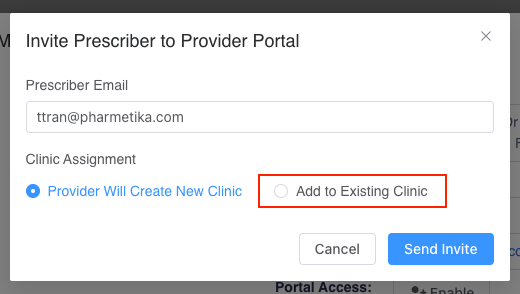 Invite Prescriber to Provider Portal
Prescriber Email
ttran@pharmetika.com
Clinic Assignment
Provider Will Create New Clinic
Add to Existing Clinic
Cancel
Send Invite
Portal Access:
Enable